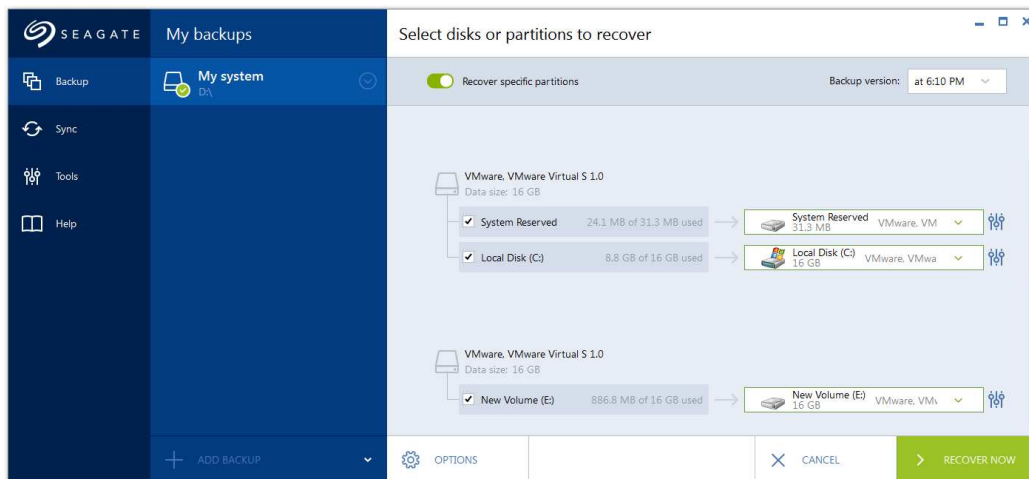 SEAGATE
My backups
Select disks or partitions to recover
Backup
My system
D:\
Recover specific partitions
Backup version:
at 6:10 PM
Sync
Tools
Help
VMware, VMware Virtual S 1.0
Data size: 16 GB
System Reserved 24.1 MB of 31.3 MB used
System Reserved
31.3 MB
VMware, VM
Local Disk (C:) 8.8 GB of 16 GB used
Local Disk (C:)
16 GB
VMware, VMwa
VMware, VMware Virtual S 1.0
Data size: 16 GB
New Volume (E:) 886.8 MB of 16 GB used
New Volume (E:)
16 GB
VMware, VM
ADD BACKUP
OPTIONS
CANCEL
RECOVER NOW